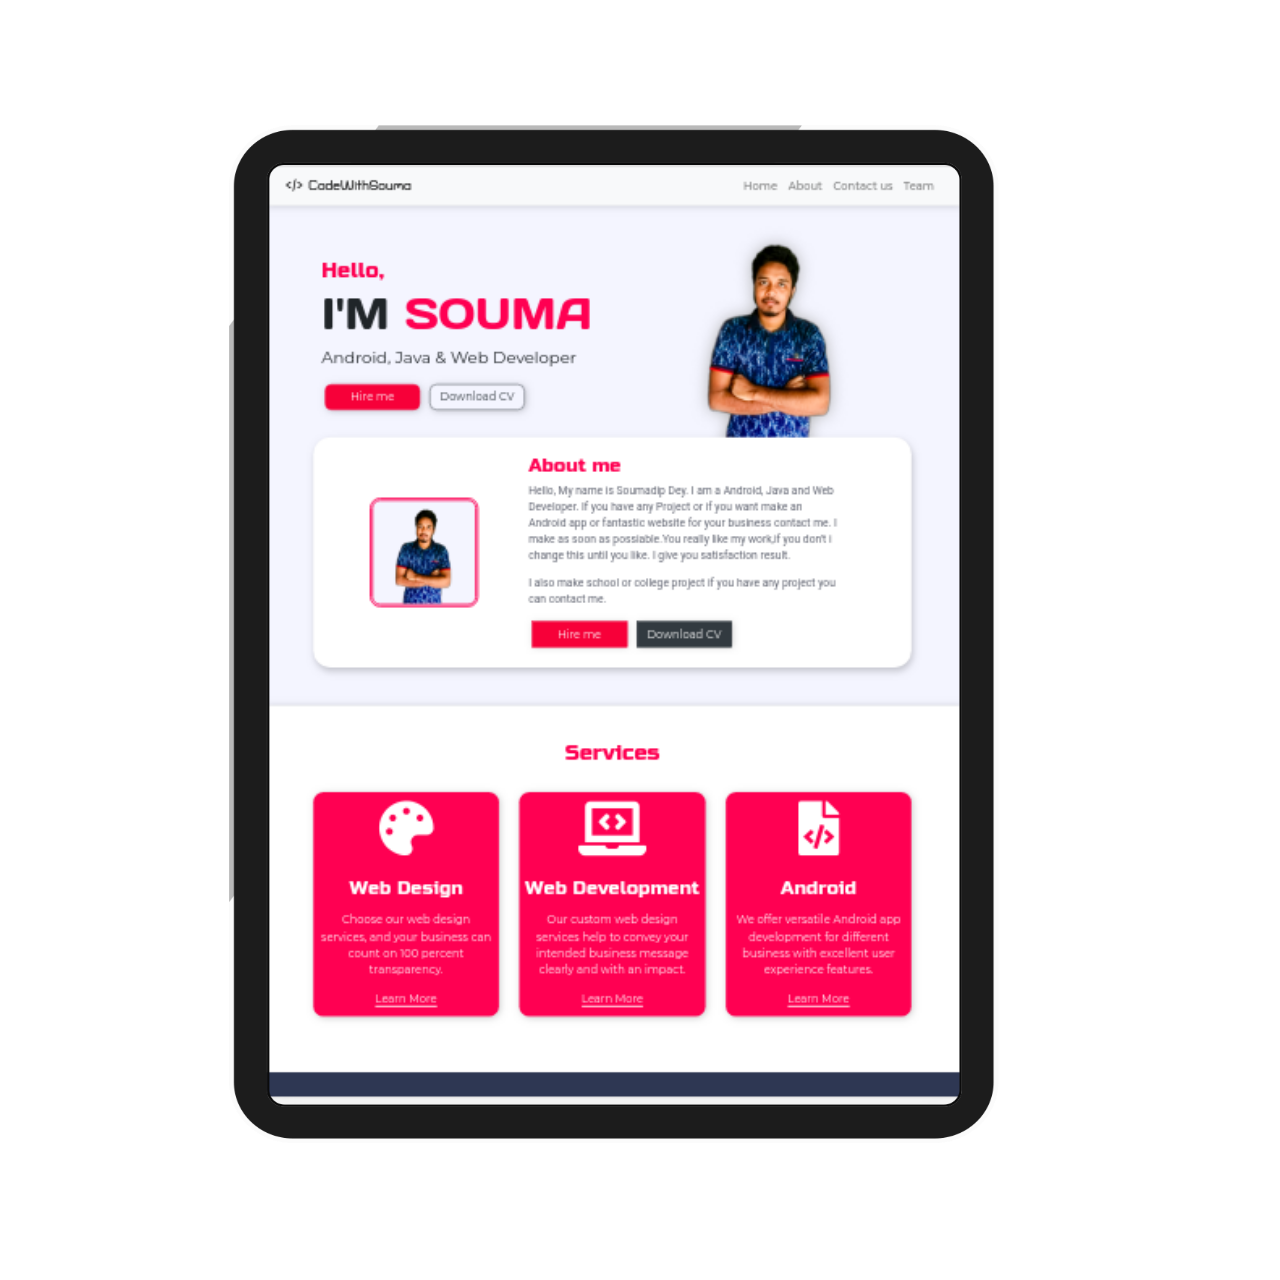 </> CodeWithSouma
Home About Contact us Team
Hello,
I'M SOUMA
Android, Java & Web Developer
Hire me Download CV
About me
Hello, My name is Soumadip Dey. I am a Android, Java and Web
Developer. If you have any Project or if you want make an
Android app or fantastic website for your business contact me. I
make as soon as possiable.You really like my work,if you don't i
change this until you like. I give you satisfaction result.
I also make school or college project if you have any project you
can contact me.
Hire me Download CV
Services
Web Design
Choose our web design
services, and your business can
count on 100 percent
transparency.
Learn More
Web Development
Our custom web design
services help to convey your
intended business message
clearly and with an impact.
Learn More
Android
We offer versatile Android app
development for different
business with excellent user
experience features.
Learn More